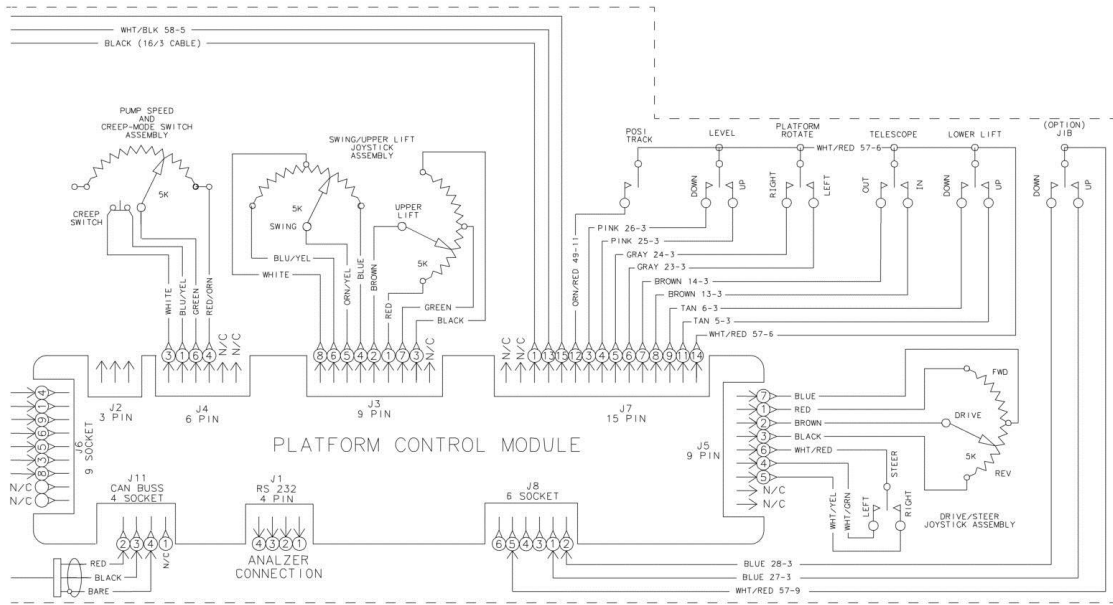 WHT/BLK 58-5
BLACK (16/3 CABLE)
PUMP SPEED
AND
CREEP-MODE SWITCH
ASSEMBLY
5K
CREEP
SWITCH
WHITE
BLU/YEL
GREEN
RED/ORN
N/C
N/C
SWING/UPPER LIFT
JOYSTICK
ASSEMBLY
5K
SWING
UPPER
LIFT
5K
BLU/YEL
WHITE
ORN/YEL
BLUE
BROWN
RED
GREEN
BLACK
N/C
POSI
TRACK
LEVEL
PLATFORM
ROTATE
TELESCOPE
LOWER LIFT
(OPTION)
JIB
WHT/RED 57-6
DOWN
UP
RIGHT
LEFT
OUT
IN
DOWN
UP
DOWN
UP
ORN/RED 49-11
PINK 26-3
PINK 25-3
GRAY 24-3
GRAY 23-3
BROWN 14-3
BROWN 13-3
TAN 6-3
TAN 5-3
WHT/RED 57-6
3 1 6 4
8 6 5 4 2 1 7 3
N/C
N/C
1 13 15 12 3 4 5 6 7 8 9 11 14
J2
3 PIN
J4
6 PIN
J3
9 PIN
J7
15 PIN
PLATFORM CONTROL MODULE
J6
9 SOCKET
4
1
9
6
5
3
8
N/C
N/C
J5
9 PIN
7 BLUE
1 RED
2 BROWN
3 BLACK
6 WHT/RED
4
5
N/C
N/C
FWD
DRIVE
5K
REV
STEER
WHT/YEL
WHT/GRN
LEFT
RIGHT
DRIVE/STEER
JOYSTICK ASSEMBLY
J11
CAN BUSS
4 SOCKET
2 3 4 1
N/C
RED
BLACK
BARE
J1
RS 232
4 PIN
4 3 2 1
ANALZER
CONNECTION
J8
6 SOCKET
6 5 4 3 1 2
BLUE 28-3
BLUE 27-3
WHT/RED 57-9